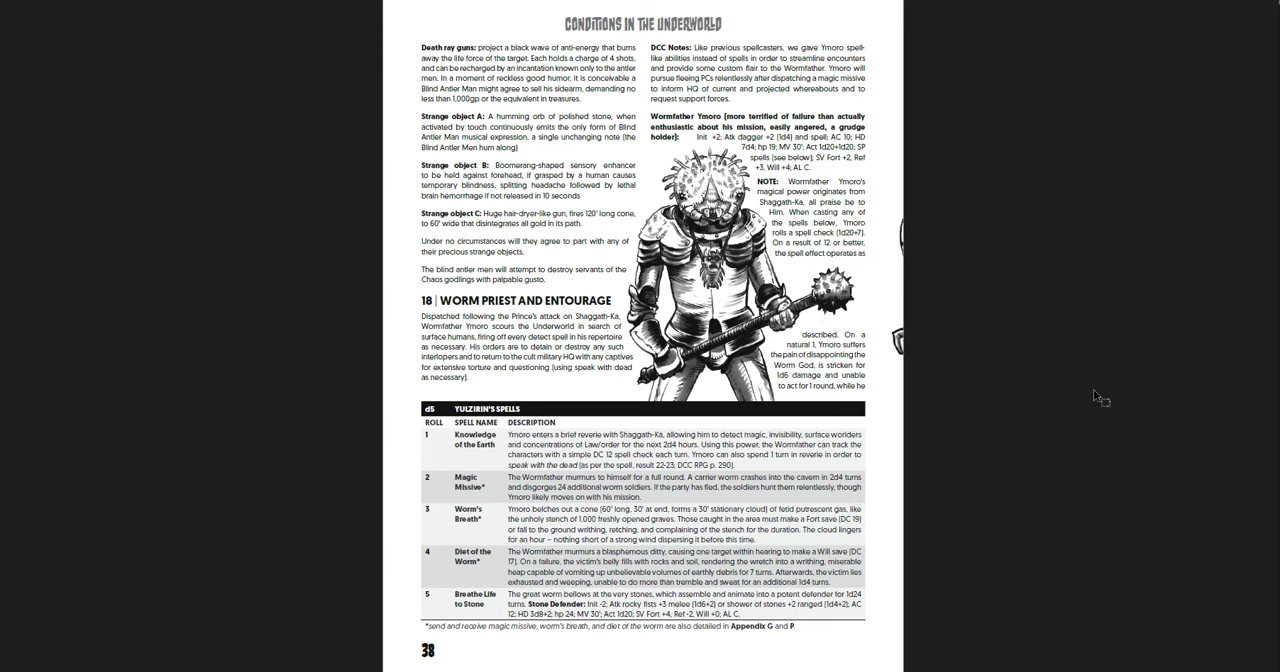 CONDITIONS IN THE UNDERWORLD
Death ray guns: project a black wave of anti-energy that burns
away the life force of the target. Each holds a charge of 4 shots,
and can be recharged by an incantation known only to the antler
men. In a moment of reckless good humor, it is conceivable a
Blind Antler Man might agree to sell his sidearm, demanding no
less than 1,000gp or the equivalent in treasures.
Strange object A: A humming orb of polished stone, when
activated by touch continuously emits the only form of Blind
Antler Man musical expression, a single unchanging note (the
Blind Antler Men hum along)
Strange object B: Boomerang-shaped sensory enhancer
to be held against forehead, if grasped by a human causes
temporary blindness, splitting headache followed by lethal
brain hemorrhage if not released in 10 seconds
Strange object C: Huge hair-dryer-like gun, fires 120' long cone,
to 60' wide that disintegrates all gold in its path.
Under no circumstances will they agree to part with any of
their precious strange objects.
The blind antler men will attempt to destroy servants of the
Chaos godlings with palpable gusto.
18 | WORM PRIEST AND ENTOURAGE
Dispatched following the Prince's attack on Shaggath-Ka,
Wormfather Ymoro scours the Underworld in search of
surface humans, firing off every detect spell in his repertoire
as necessary. His orders are to detain or destroy any such
interlopers and to return to the cult military HQ with any captives
for extensive torture and questioning (using speak with dead
as necessary).
DCC Notes: Like previous spellcasters, we gave Ymoro spell-
like abilities instead of spells in order to streamline encounters
and provide some custom flair to the Wormfather. Ymoro will
pursue fleeing PCs relentlessly after dispatching a magic missive
to inform HQ of current and projected whereabouts and to
request support forces.
Wormfather Ymoro (more terrified of failure than actually
enthusiastic about his mission, easily angered, a grudge
holder): Init +2; Atk dagger +2 (1d4) and spell; AC 10; HD
7d4; hp 19; MV 30'; Act 1d20+1d20; SP
spells (see below); SV Fort +2, Ref
+3, Will +4; AL C.
NOTE: Wormfather Ymoro's
magical power originates from
Shaggath-Ka, all praise be to
Him. When casting any of
the spells below, Ymoro
rolls a spell check (1d20+7).
On a result of 12 or better,
the spell effect operates as
described. On a
natural 1, Ymoro suffers
the pain of disappointing the
Worm God, is stricken for
1d6 damage and unable
to act for 1 round, while he
d5 YULZIRIN'S SPELLS
ROLL SPELL NAME DESCRIPTION
1 Knowledge of the Earth Ymoro enters a brief reverie with Shaggath-Ka, allowing him to detect magic, invisibility, surface worlders
and concentrations of Law/order for the next 2d4 hours. Using this power, the Wormfather can track the
characters with a simple DC 12 spell check each turn. Ymoro can also spend 1 turn in reverie in order to
speak with the dead (as per the spell, result 22-23; DCC RPG p. 290).
2 Magic Missive* The Wormfather murmurs to himself for a full round. A carrier worm crashes into the cavern in 2d4 turns
and disgorges 24 additional worm soldiers. If the party has fled, the soldiers hunt them relentlessly, though
Ymoro likely moves on with his mission.
3 Worm's Breath* Ymoro belches out a cone (60' long, 30' at end, forms a 30' stationary cloud) of fetid putrescent gas, like
the unholy stench of 1,000 freshly opened graves. Those caught in the area must make a Fort save (DC 19)
or fall to the ground writhing, retching, and complaining of the stench for the duration. The cloud lingers
for an hour – nothing short of a strong wind dispersing it before this time.
4 Diet of the Worm* The Wormfather murmurs a blasphemous ditty, causing one target within hearing to make a Will save (DC
17). On a failure, the victim's belly fills with rocks and soil, rendering the wretch into a writhing, miserable
heap capable of vomiting up unbelievable volumes of earthly debris for 7 turns. Afterwards, the victim lies
exhausted and weeping, unable to do more than tremble and sweat for an additional 1d4 turns.
5 Breathe Life to Stone The great worm bellows at the very stones, which assemble and animate into a potent defender for 1d24
turns. Stone Defender: Init -2; Atk rocky fists +3 melee (1d6+2) or shower of stones +2 ranged (1d4+2); AC
12; HD 3d8+2; hp 24; MV 30'; Act 1d20; SV Fort +4, Ref -2, Will +0; AL C.
*send and receive magic missive, worm's breath, and diet of the worm are also detailed in Appendix G and P.
38